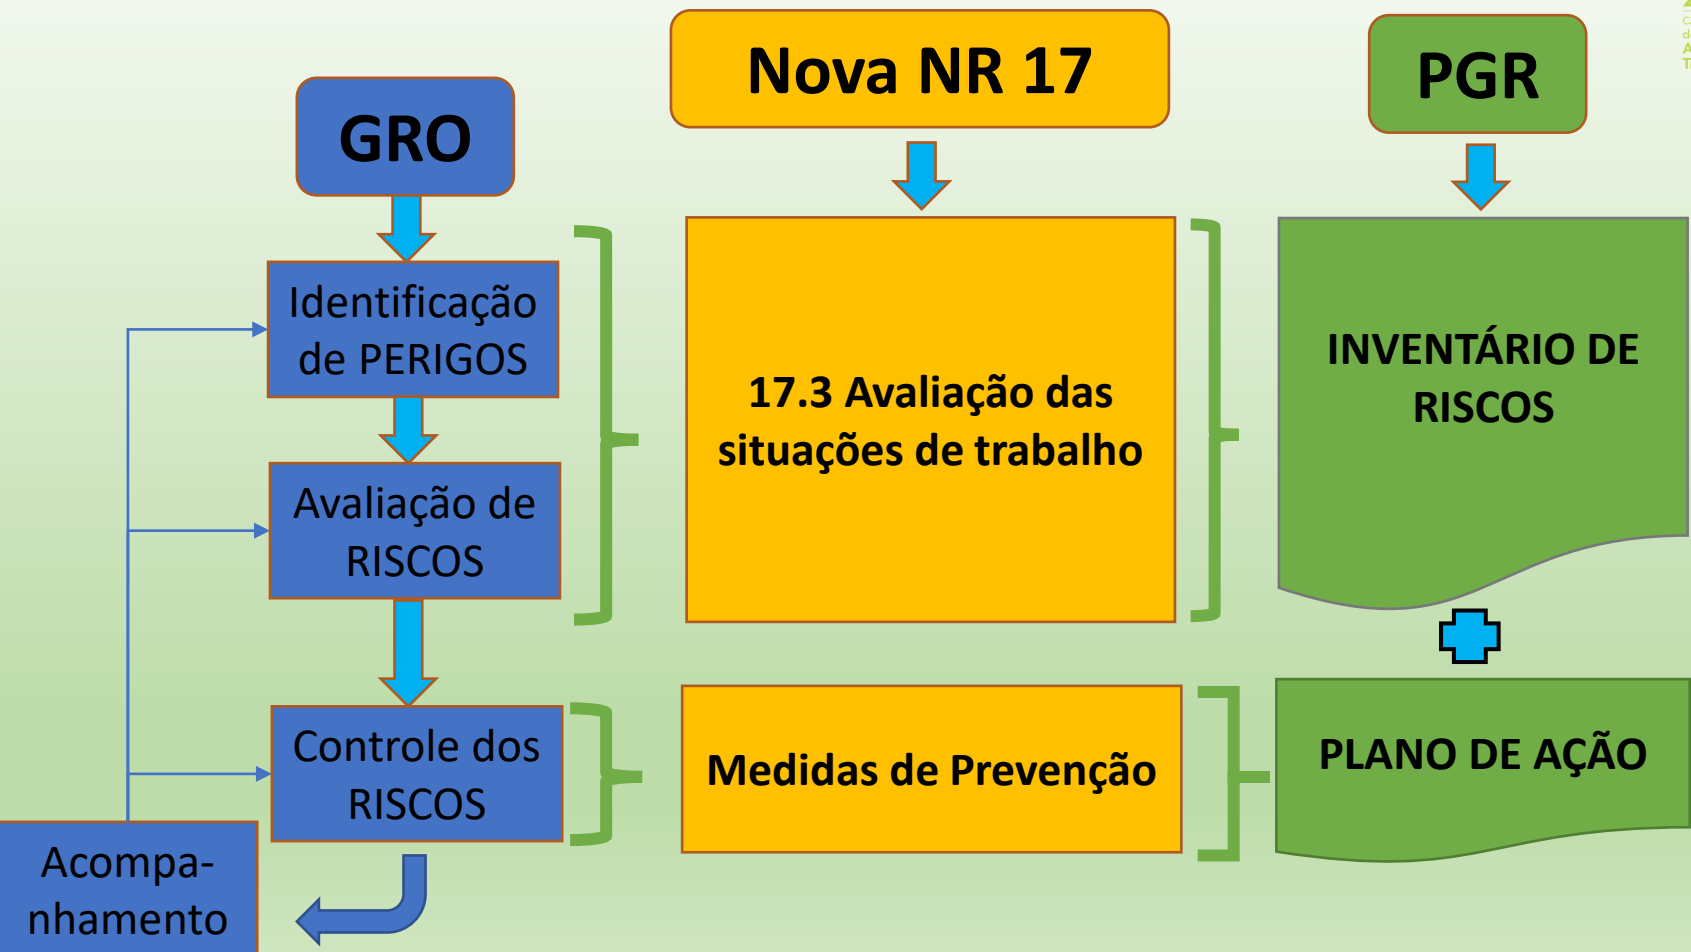 GRO
Identificação
de PERIGOS
Avaliação de
RISCOS
Controle dos
RISCOS
Acompa-
nhamento
Nova NR 17
17.3 Avaliação das
situações de trabalho
Medidas de Prevenção
PGR
INVENTÁRIO DE
RISCOS
PLANO DE AÇÃO